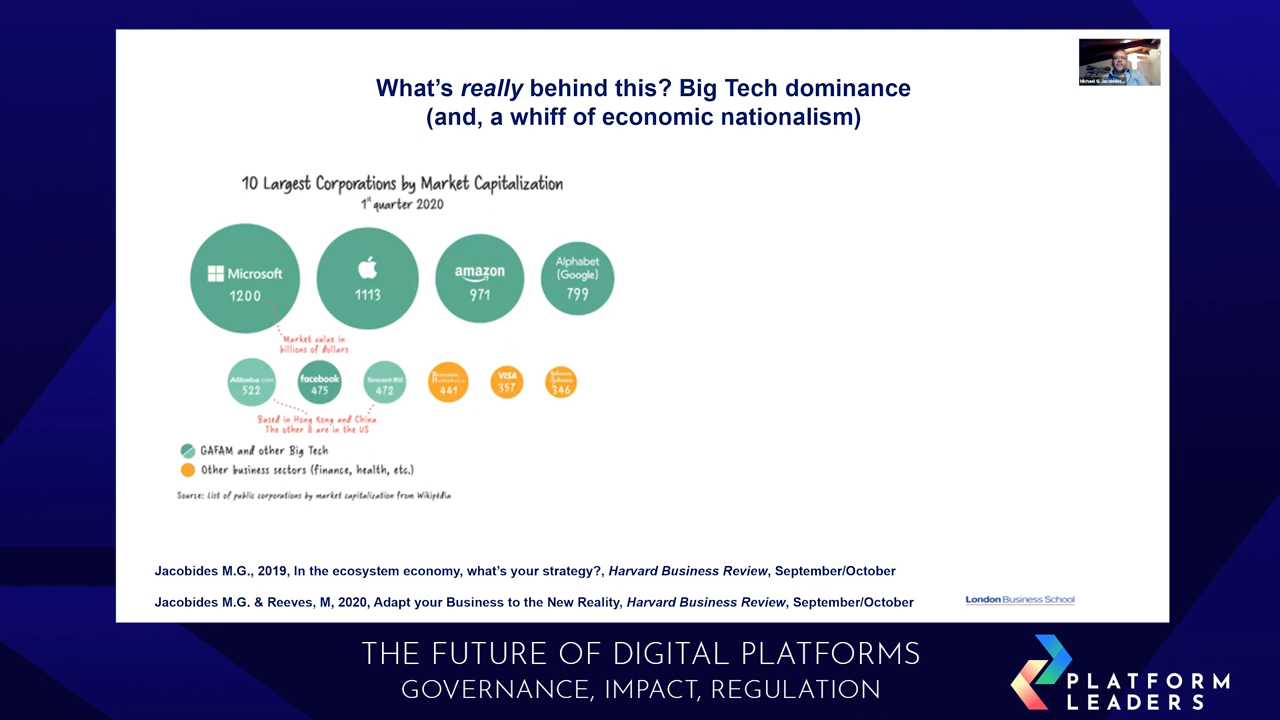 What's really behind this? Big Tech dominance
(and, a whiff of economic nationalism)
Michael G. Jacobides
10 Largest Corporations by Market Capitalization
1st quarter 2020
Microsoft
1200
1113
amazon
971
Alphabet
(Google)
799
Market value in
billions of dollars
Alibaba.com
522
facebook
475
Tencent
472
441
VISA
357
346
Based in Hong Kong and China
The other 8 are in the US
GAFAM and other Big Tech
Other business sectors (finance, health, etc.)
Source: List of public corporations by market capitalization from Wikipedia
Jacobides M.G., 2019, In the ecosystem economy, what's your strategy?, Harvard Business Review, September/October
Jacobides M.G. & Reeves, M, 2020, Adapt your Business to the New Reality, Harvard Business Review, September/October
London Business School
THE FUTURE OF DIGITAL PLATFORMS
GOVERNANCE, IMPACT, REGULATION
PLATFORM
LEADERS